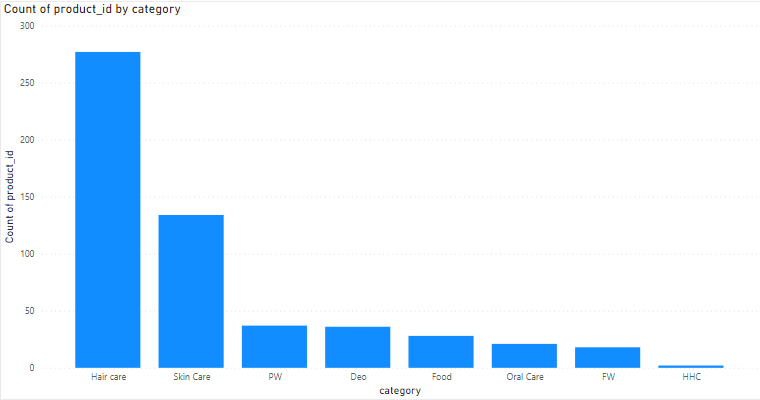 Count of product_id by category
300
250
200
150
100
50
0
Count of product_id
Hair care Skin Care PW Deo Food Oral Care FW HHC
category